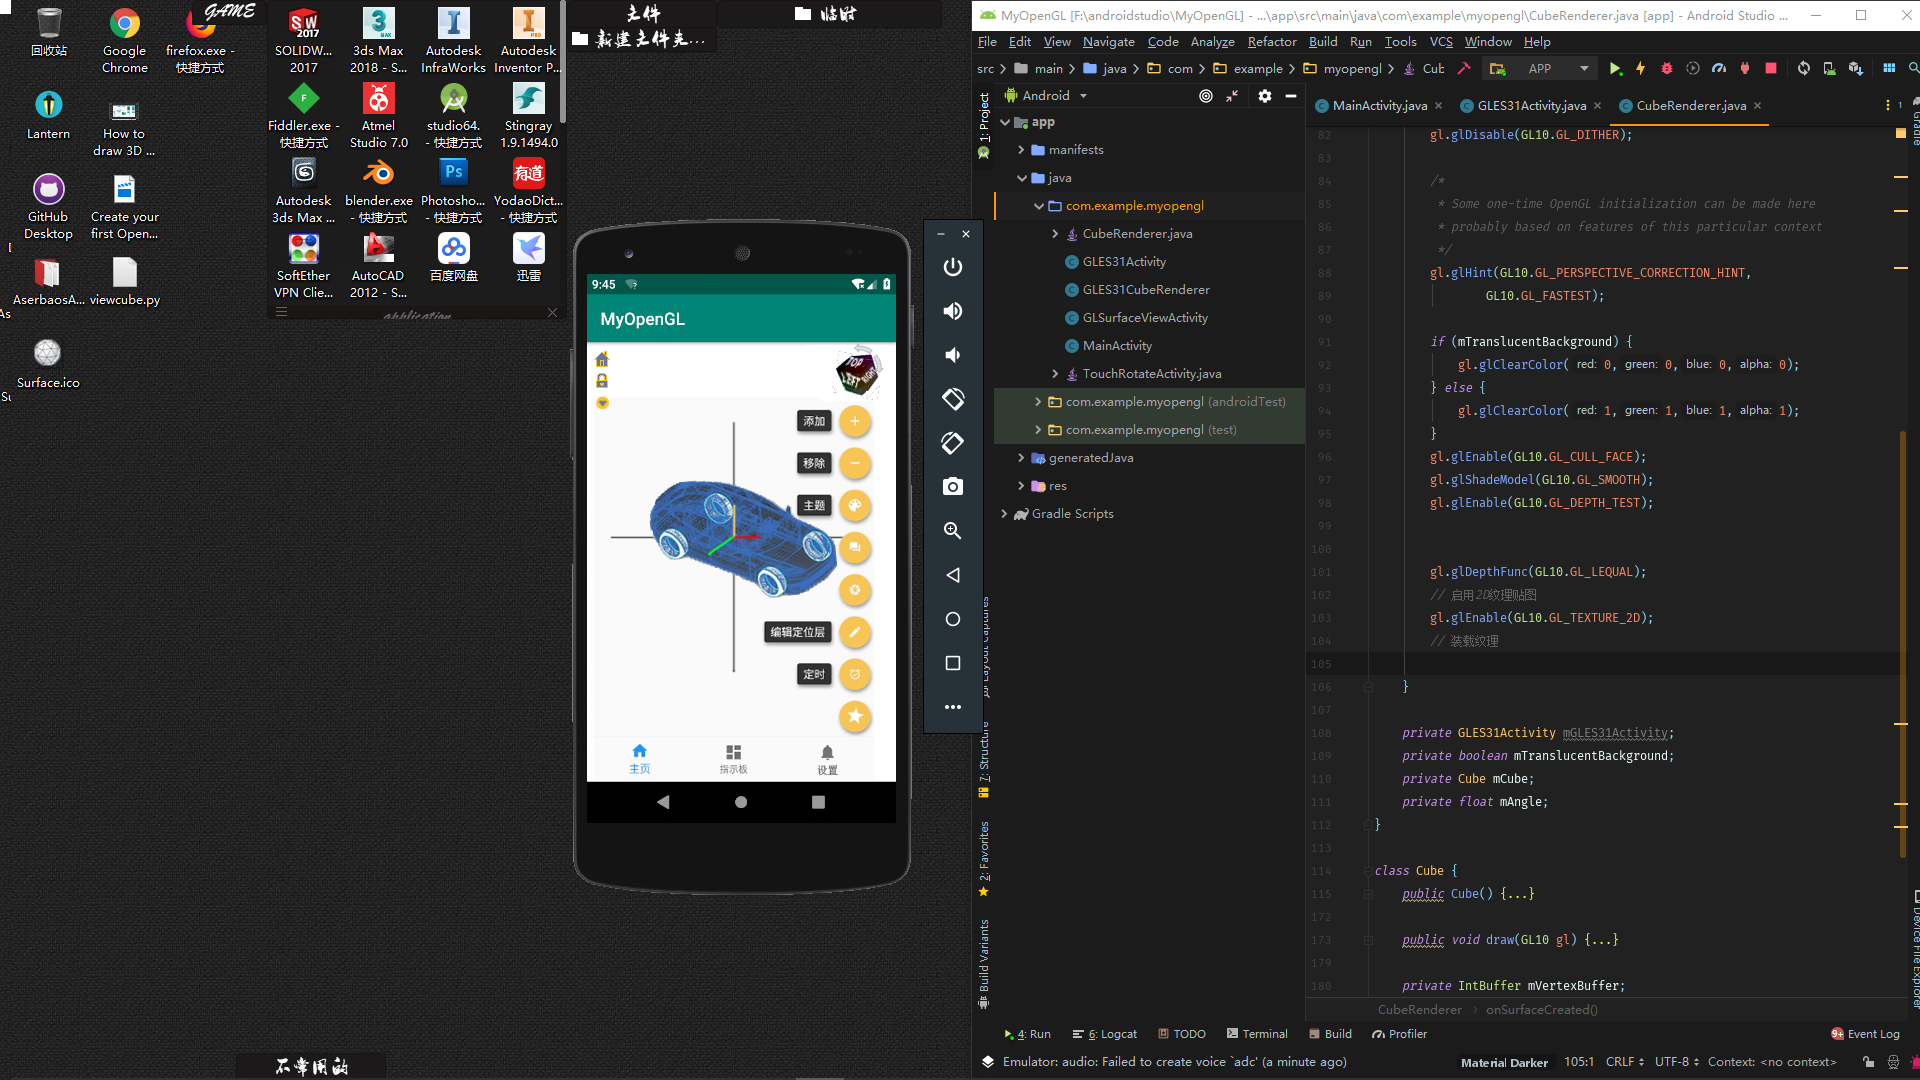 回收站
Google Chrome
firefox.exe - 快捷方式
Lantern
How to draw 3D ...
GitHub Desktop
Create your first Open...
AserbaosA...
viewcube.py
Surface.ico
GAME
SOLIDW... 2017
3ds Max 2018 - S...
Autodesk InfraWorks
Autodesk Inventor P...
Fiddler.exe - 快捷方式
Atmel Studio 7.0
studio64. - 快捷方式
Stingray 1.9.1494.0
Autodesk 3ds Max ...
blender.exe - 快捷方式
Photosho... - 快捷方式
YodaoDict... - 快捷方式
SoftEther VPN Clie...
AutoCAD 2012 - S...
百度网盘
迅雷
application
文件
新建文件夹...
临时
不常用的
9:45
MyOpenGL
TOP
LEFT
RIGHT
添加
移除
主题
编辑定位层
定时
主页
指示板
设置
MyOpenGL [F:\androidstudio\MyOpenGL] - ...\app\src\main\java\com\example\myopengl\CubeRenderer.java [app] - Android Studio ...
File Edit View Navigate Code Analyze Refactor Build Run Tools VCS Window Help
src main java com example myopengl Cub APP
1: Project
Android
app
manifests
java
com.example.myopengl
CubeRenderer.java
GLES31Activity
GLES31CubeRenderer
GLSurfaceViewActivity
MainActivity
TouchRotateActivity.java
com.example.myopengl (androidTest)
com.example.myopengl (test)
generatedJava
res
Gradle Scripts
Layout Captures
7: Structure
2: Favorites
Build Variants
MainActivity.java GLES31Activity.java CubeRenderer.java
Gradle
Device File Explorer
82 gl.glDisable(GL10.GL_DITHER);
83
84 /*
85 * Some one-time OpenGL initialization can be made here
86 * probably based on features of this particular context
87 */
88 gl.glHint(GL10.GL_PERSPECTIVE_CORRECTION_HINT,
89 GL10.GL_FASTEST);
90
91 if (mTranslucentBackground) {
92 gl.glClearColor( red: 0, green: 0, blue: 0, alpha: 0);
93 } else {
94 gl.glClearColor( red: 1, green: 1, blue: 1, alpha: 1);
95 }
96 gl.glEnable(GL10.GL_CULL_FACE);
97 gl.glShadeModel(GL10.GL_SMOOTH);
98 gl.glEnable(GL10.GL_DEPTH_TEST);
99
100
101 gl.glDepthFunc(GL10.GL_LEQUAL);
102 // 启用2D纹理贴图
103 gl.glEnable(GL10.GL_TEXTURE_2D);
104 // 装载纹理
105
106 }
107
108 private GLES31Activity mGLES31Activity;
109 private boolean mTranslucentBackground;
110 private Cube mCube;
111 private float mAngle;
112 }
113
114 class Cube {
115 public Cube() {...}
172
173 public void draw(GL10 gl) {...}
179
180 private IntBuffer mVertexBuffer;
CubeRenderer › onSurfaceCreated()
4: Run 6: Logcat TODO Terminal Build Profiler 9+ Event Log
Emulator: audio: Failed to create voice `adc' (a minute ago) Material Darker 105:1 CRLF UTF-8 Context: <no context>